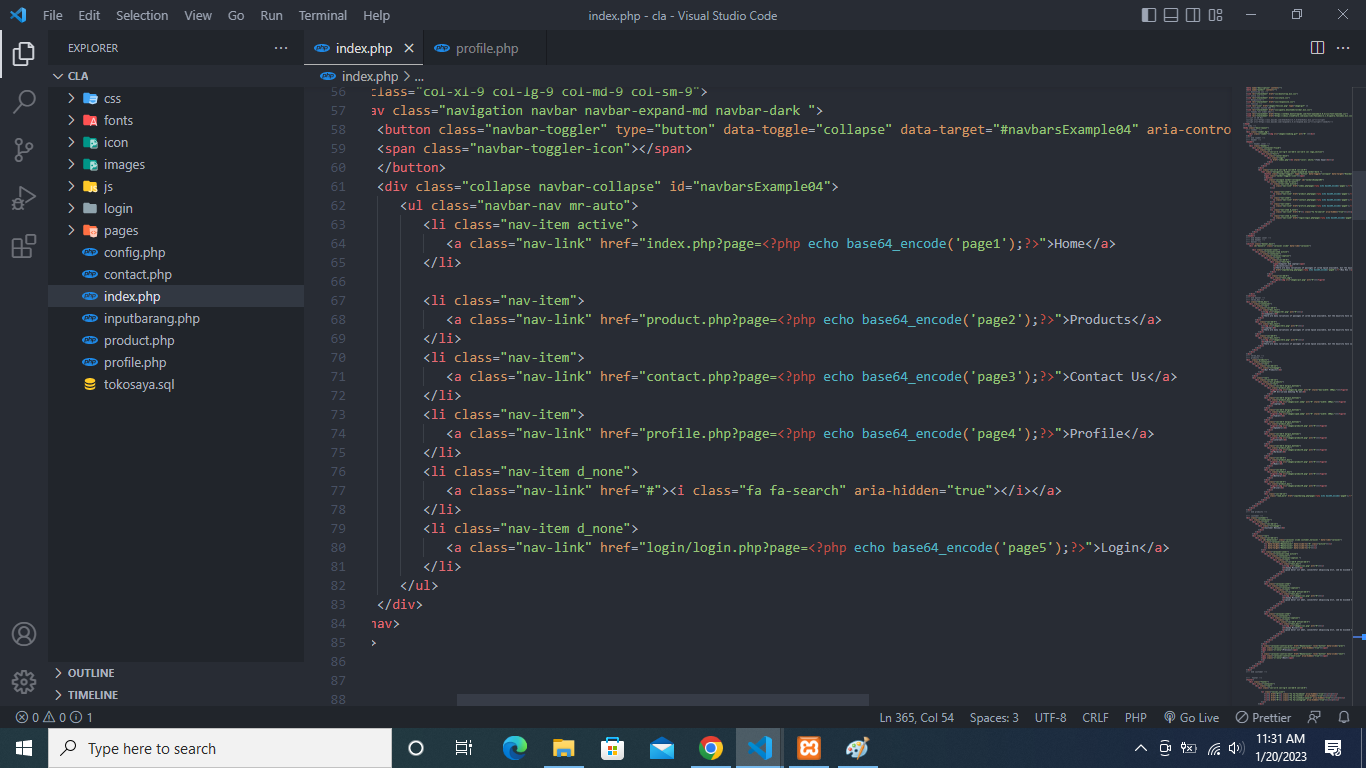 File Edit Selection View Go Run Terminal Help
index.php - cla - Visual Studio Code
EXPLORER
CLA
css
fonts
icon
images
js
login
pages
config.php
contact.php
index.php
inputbarang.php
product.php
profile.php
tokosaya.sql
OUTLINE
TIMELINE
index.php profile.php
index.php > ...
56 class="col-xl-9 col-lg-9 col-md-9 col-sm-9">
57 av class="navigation navbar navbar-expand-md navbar-dark ">
58 <button class="navbar-toggler" type="button" data-toggle="collapse" data-target="#navbarsExample04" aria-contro
59 <span class="navbar-toggler-icon"></span>
60 </button>
61 <div class="collapse navbar-collapse" id="navbarsExample04">
62 <ul class="navbar-nav mr-auto">
63 <li class="nav-item active">
64 <a class="nav-link" href="index.php?page=<?php echo base64_encode('page1');?>">Home</a>
65 </li>
66
67 <li class="nav-item">
68 <a class="nav-link" href="product.php?page=<?php echo base64_encode('page2');?>">Products</a>
69 </li>
70 <li class="nav-item">
71 <a class="nav-link" href="contact.php?page=<?php echo base64_encode('page3');?>">Contact Us</a>
72 </li>
73 <li class="nav-item">
74 <a class="nav-link" href="profile.php?page=<?php echo base64_encode('page4');?>">Profile</a>
75 </li>
76 <li class="nav-item d_none">
77 <a class="nav-link" href="#"><i class="fa fa-search" aria-hidden="true"></i></a>
78 </li>
79 <li class="nav-item d_none">
80 <a class="nav-link" href="login/login.php?page=<?php echo base64_encode('page5');?>">Login</a>
81 </li>
82 </ul>
83 </div>
84 nav>
85 >
86
87
88
0 0 1
Ln 365, Col 54 Spaces: 3 UTF-8 CRLF PHP Go Live Prettier
Type here to search
11:31 AM
1/20/2023